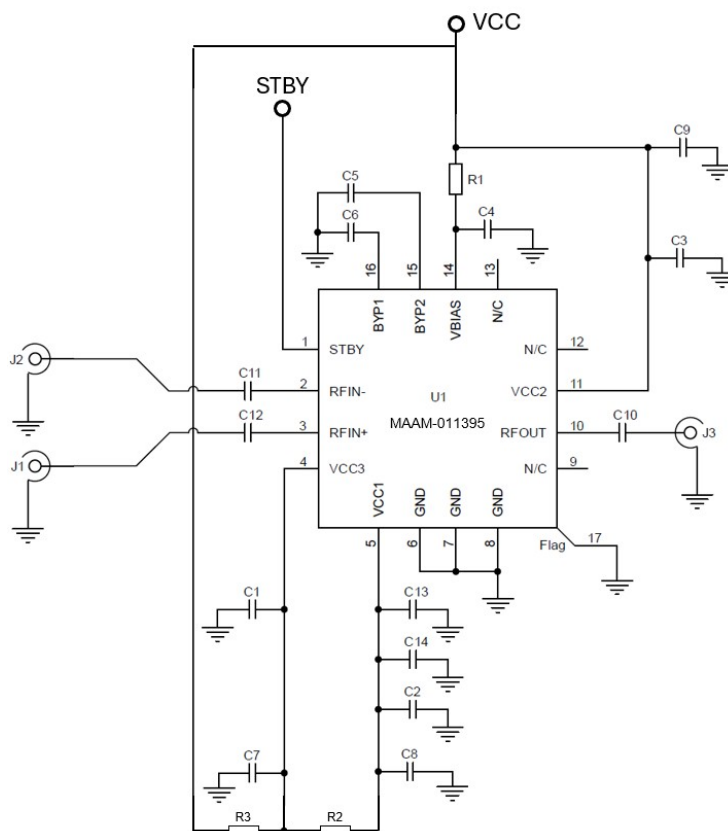 VCC
STBY
C9
C5
R1
C6
C4
C3
16
15
14
13
BYP1
BYP2
VBIAS
N/C
1
STBY
N/C
12
J2
C11
2
RFIN-
U1
VCC2
11
C12
3
RFIN+
MAAM-011395
RFOUT
10
C10
J3
J1
4
VCC3
N/C
9
VCC1
GND
GND
GND
5
6
7
8
Flag
17
C1
C13
C14
C2
C7
C8
R3
R2